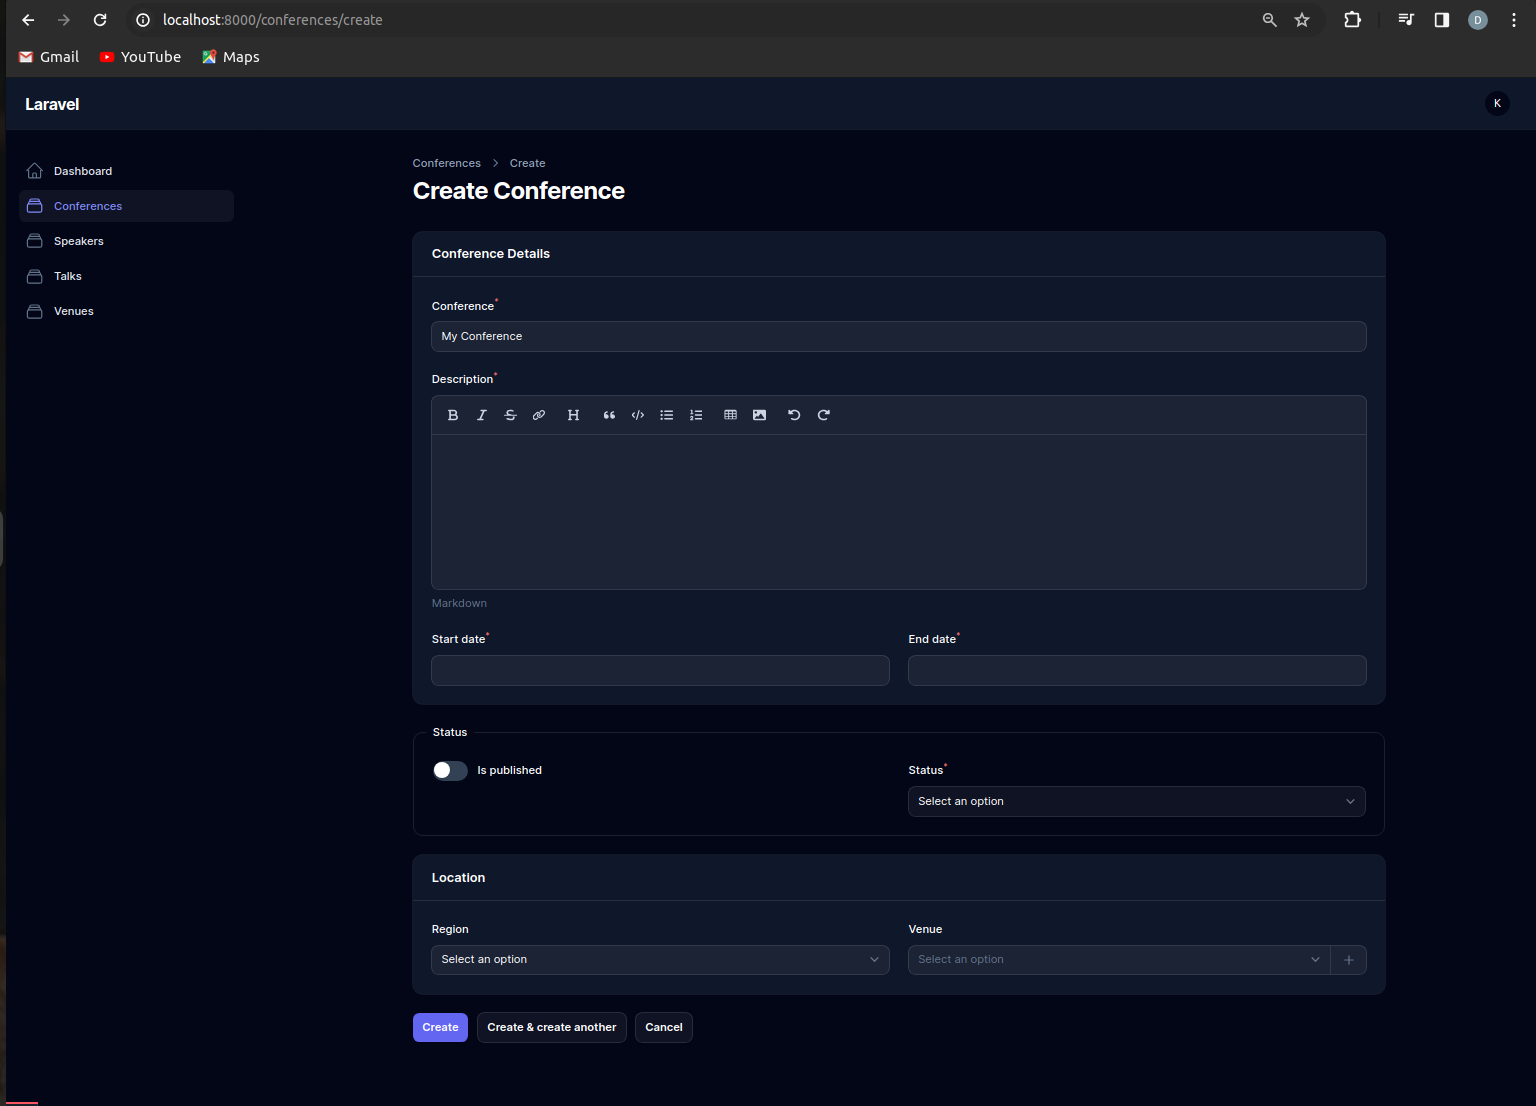 localhost:8000/conferences/create
D
Gmail YouTube Maps
Laravel
K
Dashboard
Conferences
Speakers
Talks
Venues
Conferences > Create
Create Conference
Conference Details
Conference*
My Conference
Description*
B I S H
Markdown
Start date* End date*
Status
Is published
Status*
Select an option
Location
Region Venue
Select an option Select an option +
Create Create & create another Cancel